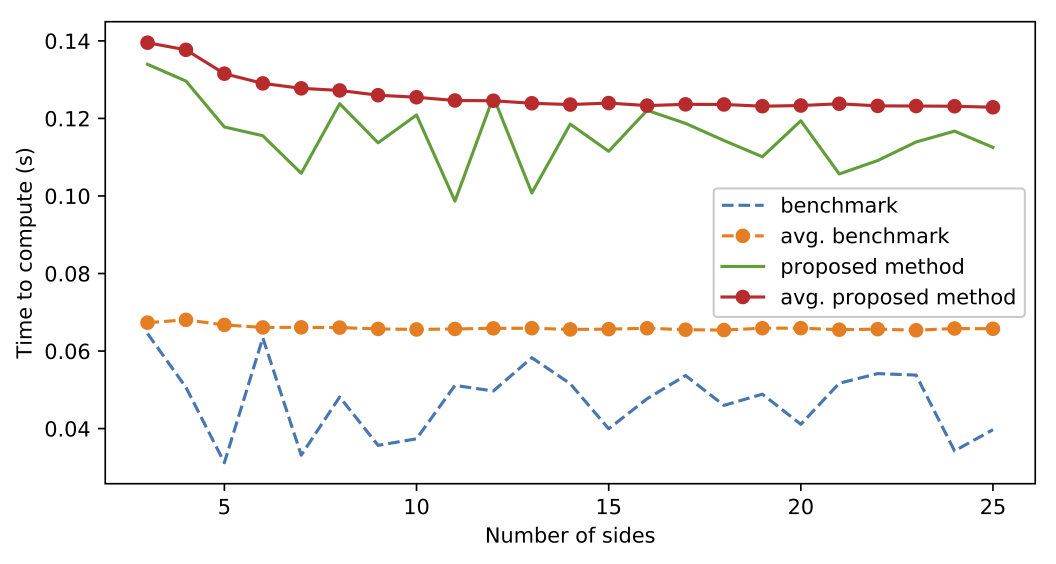 0.14
0.12
0.10
0.08
0.06
0.04
Time to compute (s)
benchmark
avg. benchmark
proposed method
avg. proposed method
5
10
15
20
25
Number of sides